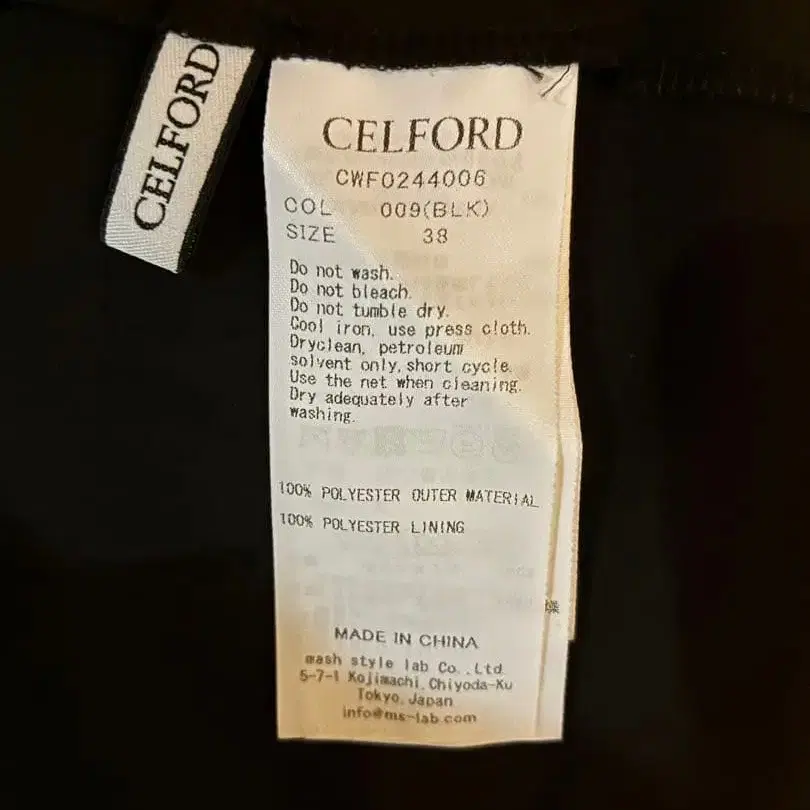 CELFORD
CELFORD
CWF0244006
COL 009(BLK)
SIZE 38
Do not wash.
Do not bleach.
Do not tumble dry.
Cool iron, use press cloth.
Dryclean, petroleum
solvent only, short cycle.
Use the net when cleaning.
Dry adequately after
washing.
100% POLYESTER OUTER MATERIAL
100% POLYESTER LINING
MADE IN CHINA
mash style lab Co.,Ltd.
5-7-1 Kojimachi,Chiyoda-Ku
Tokyo,Japan
info@ms-lab.com